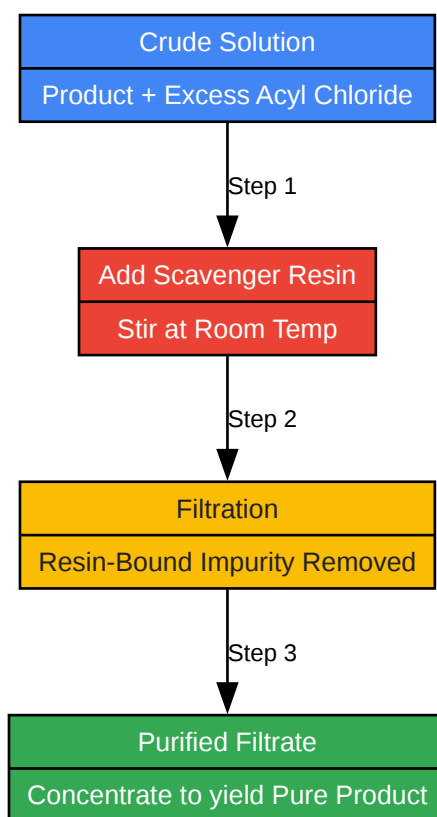 Crude Solution
Product + Excess Acyl Chloride
Step 1
Add Scavenger Resin
Stir at Room Temp
Step 2
Filtration
Resin-Bound Impurity Removed
Step 3
Purified Filtrate
Concentrate to yield Pure Product